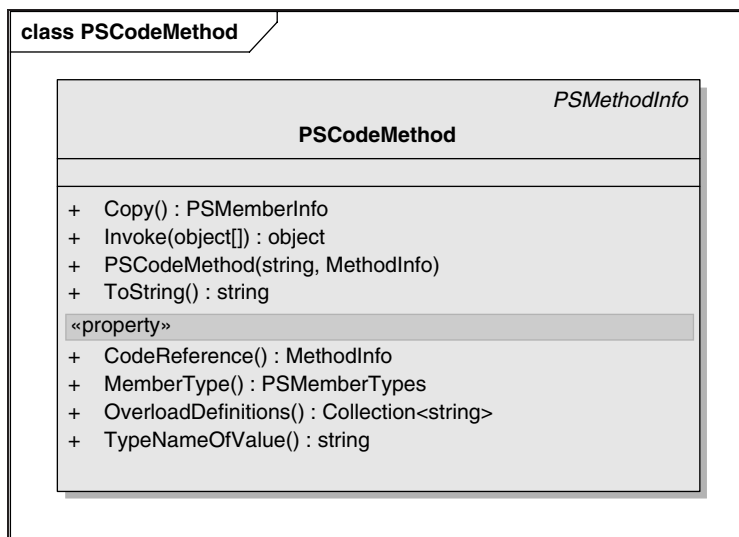 class PSCodeMethod
PSMethodInfo
PSCodeMethod
+ Copy() : PSMemberInfo
+ Invoke(object[]) : object
+ PSCodeMethod(string, MethodInfo)
+ ToString() : string
«property»
+ CodeReference() : MethodInfo
+ MemberType() : PSMemberTypes
+ OverloadDefinitions() : Collection<string>
+ TypeNameOfValue() : string